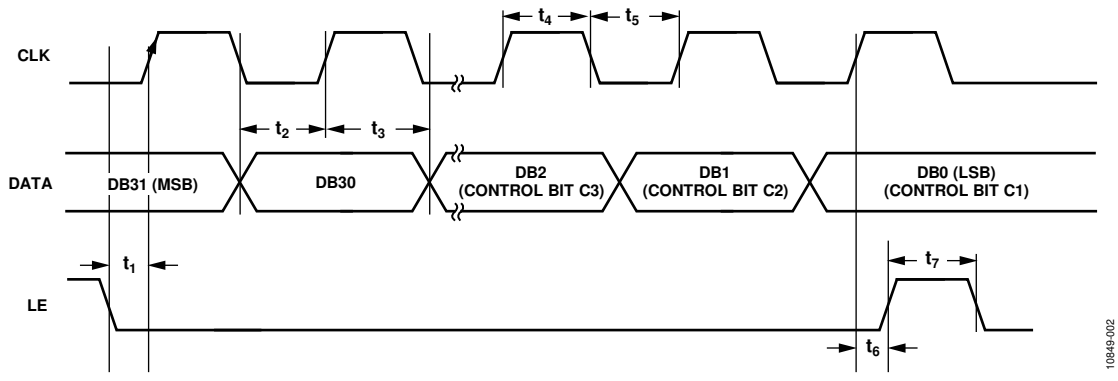 t4
t5
CLK
t2
t3
DATA
DB31 (MSB)
DB30
DB2
(CONTROL BIT C3)
DB1
(CONTROL BIT C2)
DB0 (LSB)
(CONTROL BIT C1)
t1
t7
LE
t6
10849-002